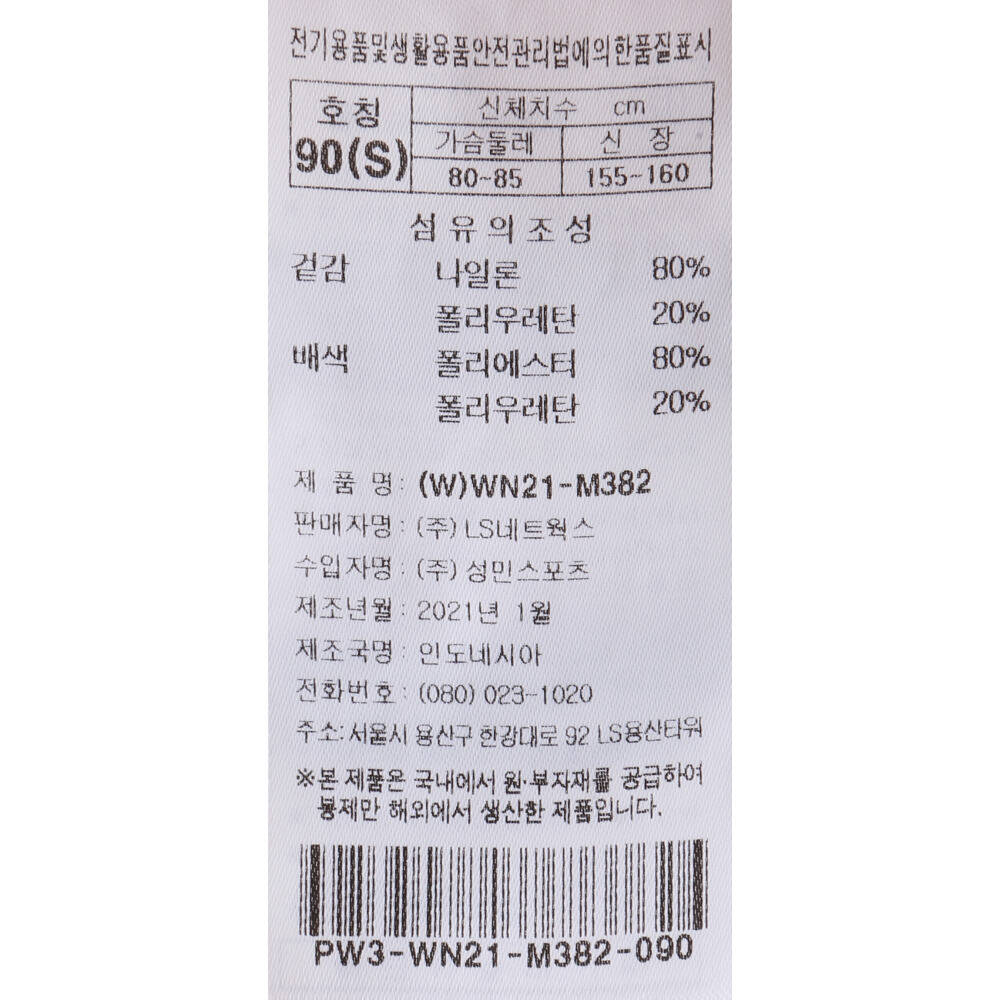 전기용품및생활용품안전관리법에의한품질표시
호칭 신체치수 cm
90(S) 가슴둘레 신 장
80~85 155~160
섬유의조성
겉감 나일론 80%
폴리우레탄 20%
배색 폴리에스터 80%
폴리우레탄 20%
제 품 명 : (W)WN21-M382
판매자명 : (주) LS네트웍스
수입자명 : (주) 성민스포츠
제조년월 : 2021년 1월
제조국명 : 인도네시아
전화번호 : (080) 023-1020
주소: 서울시 용산구 한강대로 92 LS용산타워
※본 제품은 국내에서 원·부자재를 공급하여
봉제만 해외에서 생산한 제품입니다.
PW3-WN21-M382-090